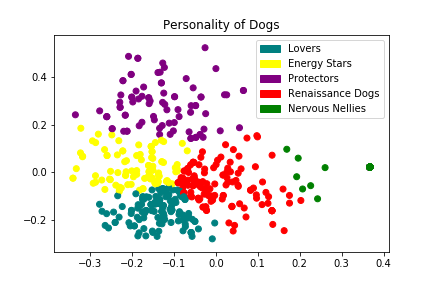 Personality of Dogs
Lovers
Energy Stars
Protectors
Renaissance Dogs
Nervous Nellies
0.4
0.2
0.0
−0.2
−0.3 −0.2 −0.1 0.0 0.1 0.2 0.3 0.4